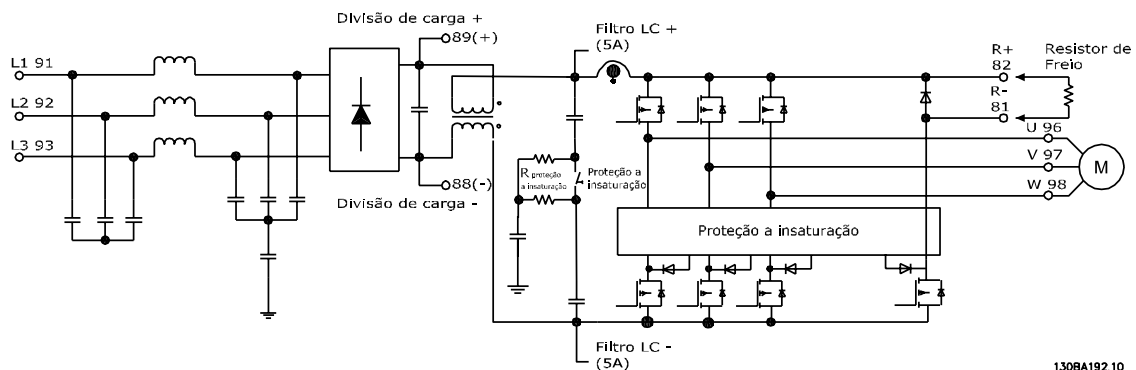 Divisão de carga +
89(+)
Filtro LC +
(5A)
R+
82
Resistor de
Freio
R-
81
L1 91
L2 92
L3 93
U 96
V 97
W 98
M
R proteção
a insaturação
Proteção a
insaturação
88(-)
Divisão de carga -
Proteção a insaturação
Filtro LC -
(5A)
130BA192.10